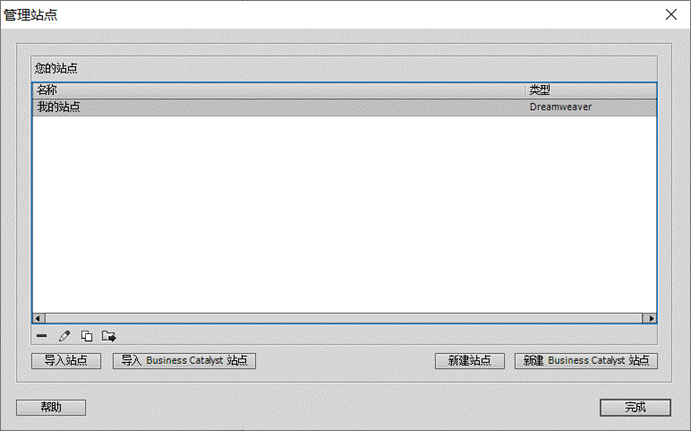 管理站点
您的站点
名称 类型
我的站点 Dreamweaver
导入站点 导入 Business Catalyst 站点 新建站点 新建 Business Catalyst 站点
帮助 完成